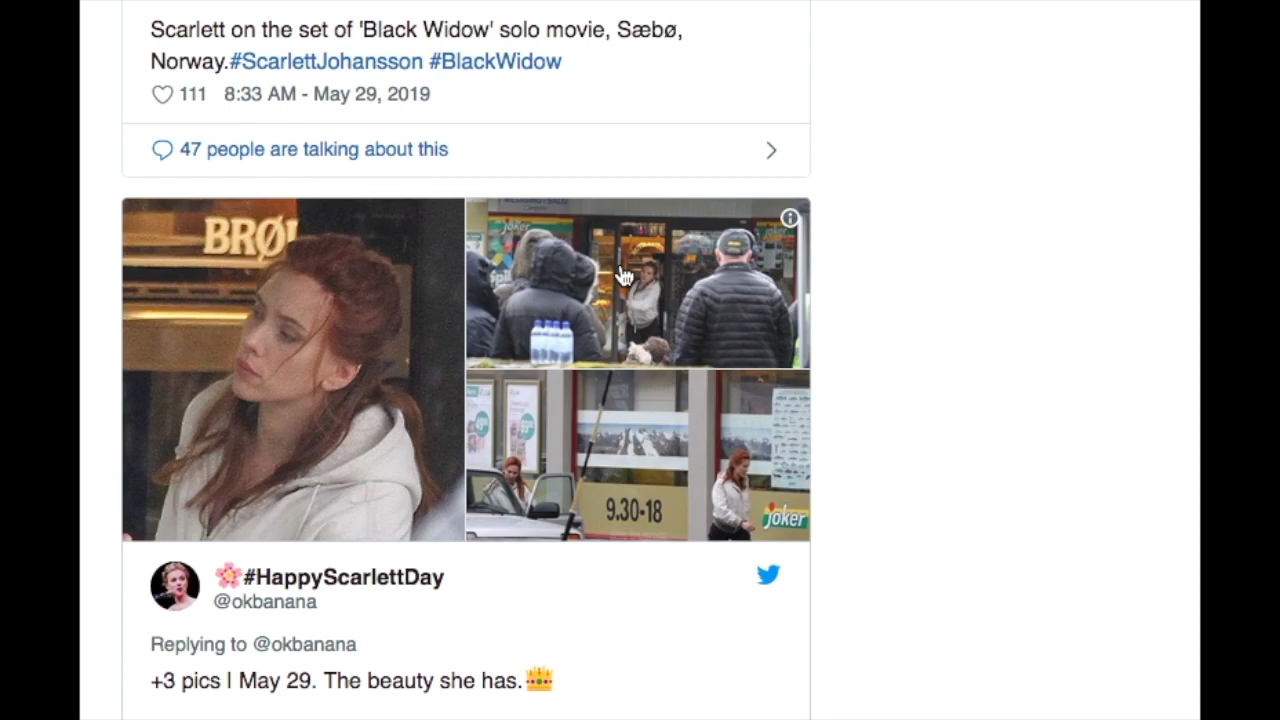 Scarlett on the set of 'Black Widow' solo movie, Sæbø,
Norway.#ScarlettJohansson #BlackWidow
111 8:33 AM - May 29, 2019
47 people are talking about this
BRØ
joker
9.30-18
joker
🌸#HappyScarlettDay
@okbanana
Replying to @okbanana
+3 pics | May 29. The beauty she has.👑